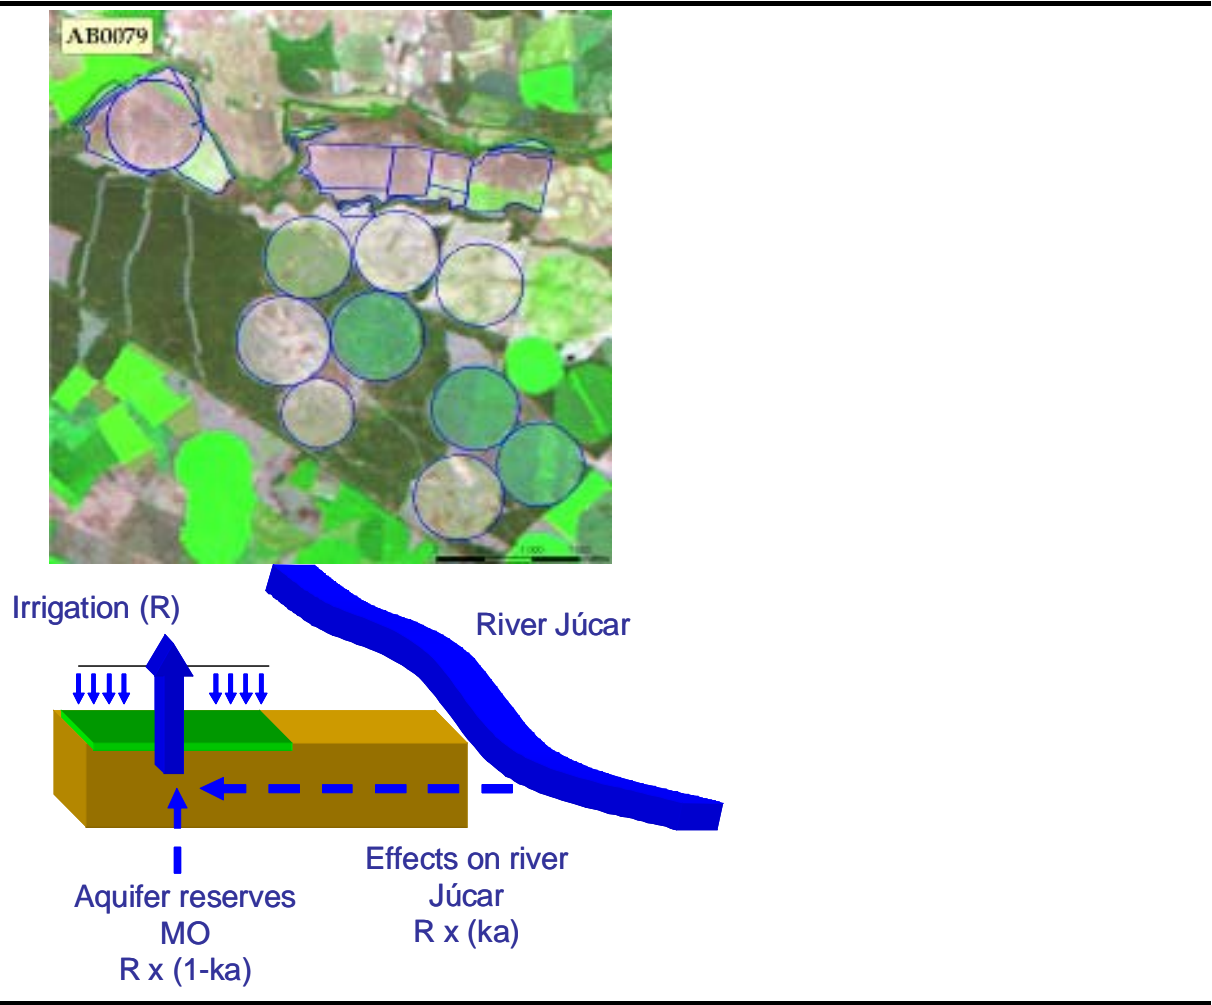 AB0079
Irrigation (R)
River Júcar
Effects on river
Júcar
R x (ka)
Aquifer reserves
MO
R x (1-ka)